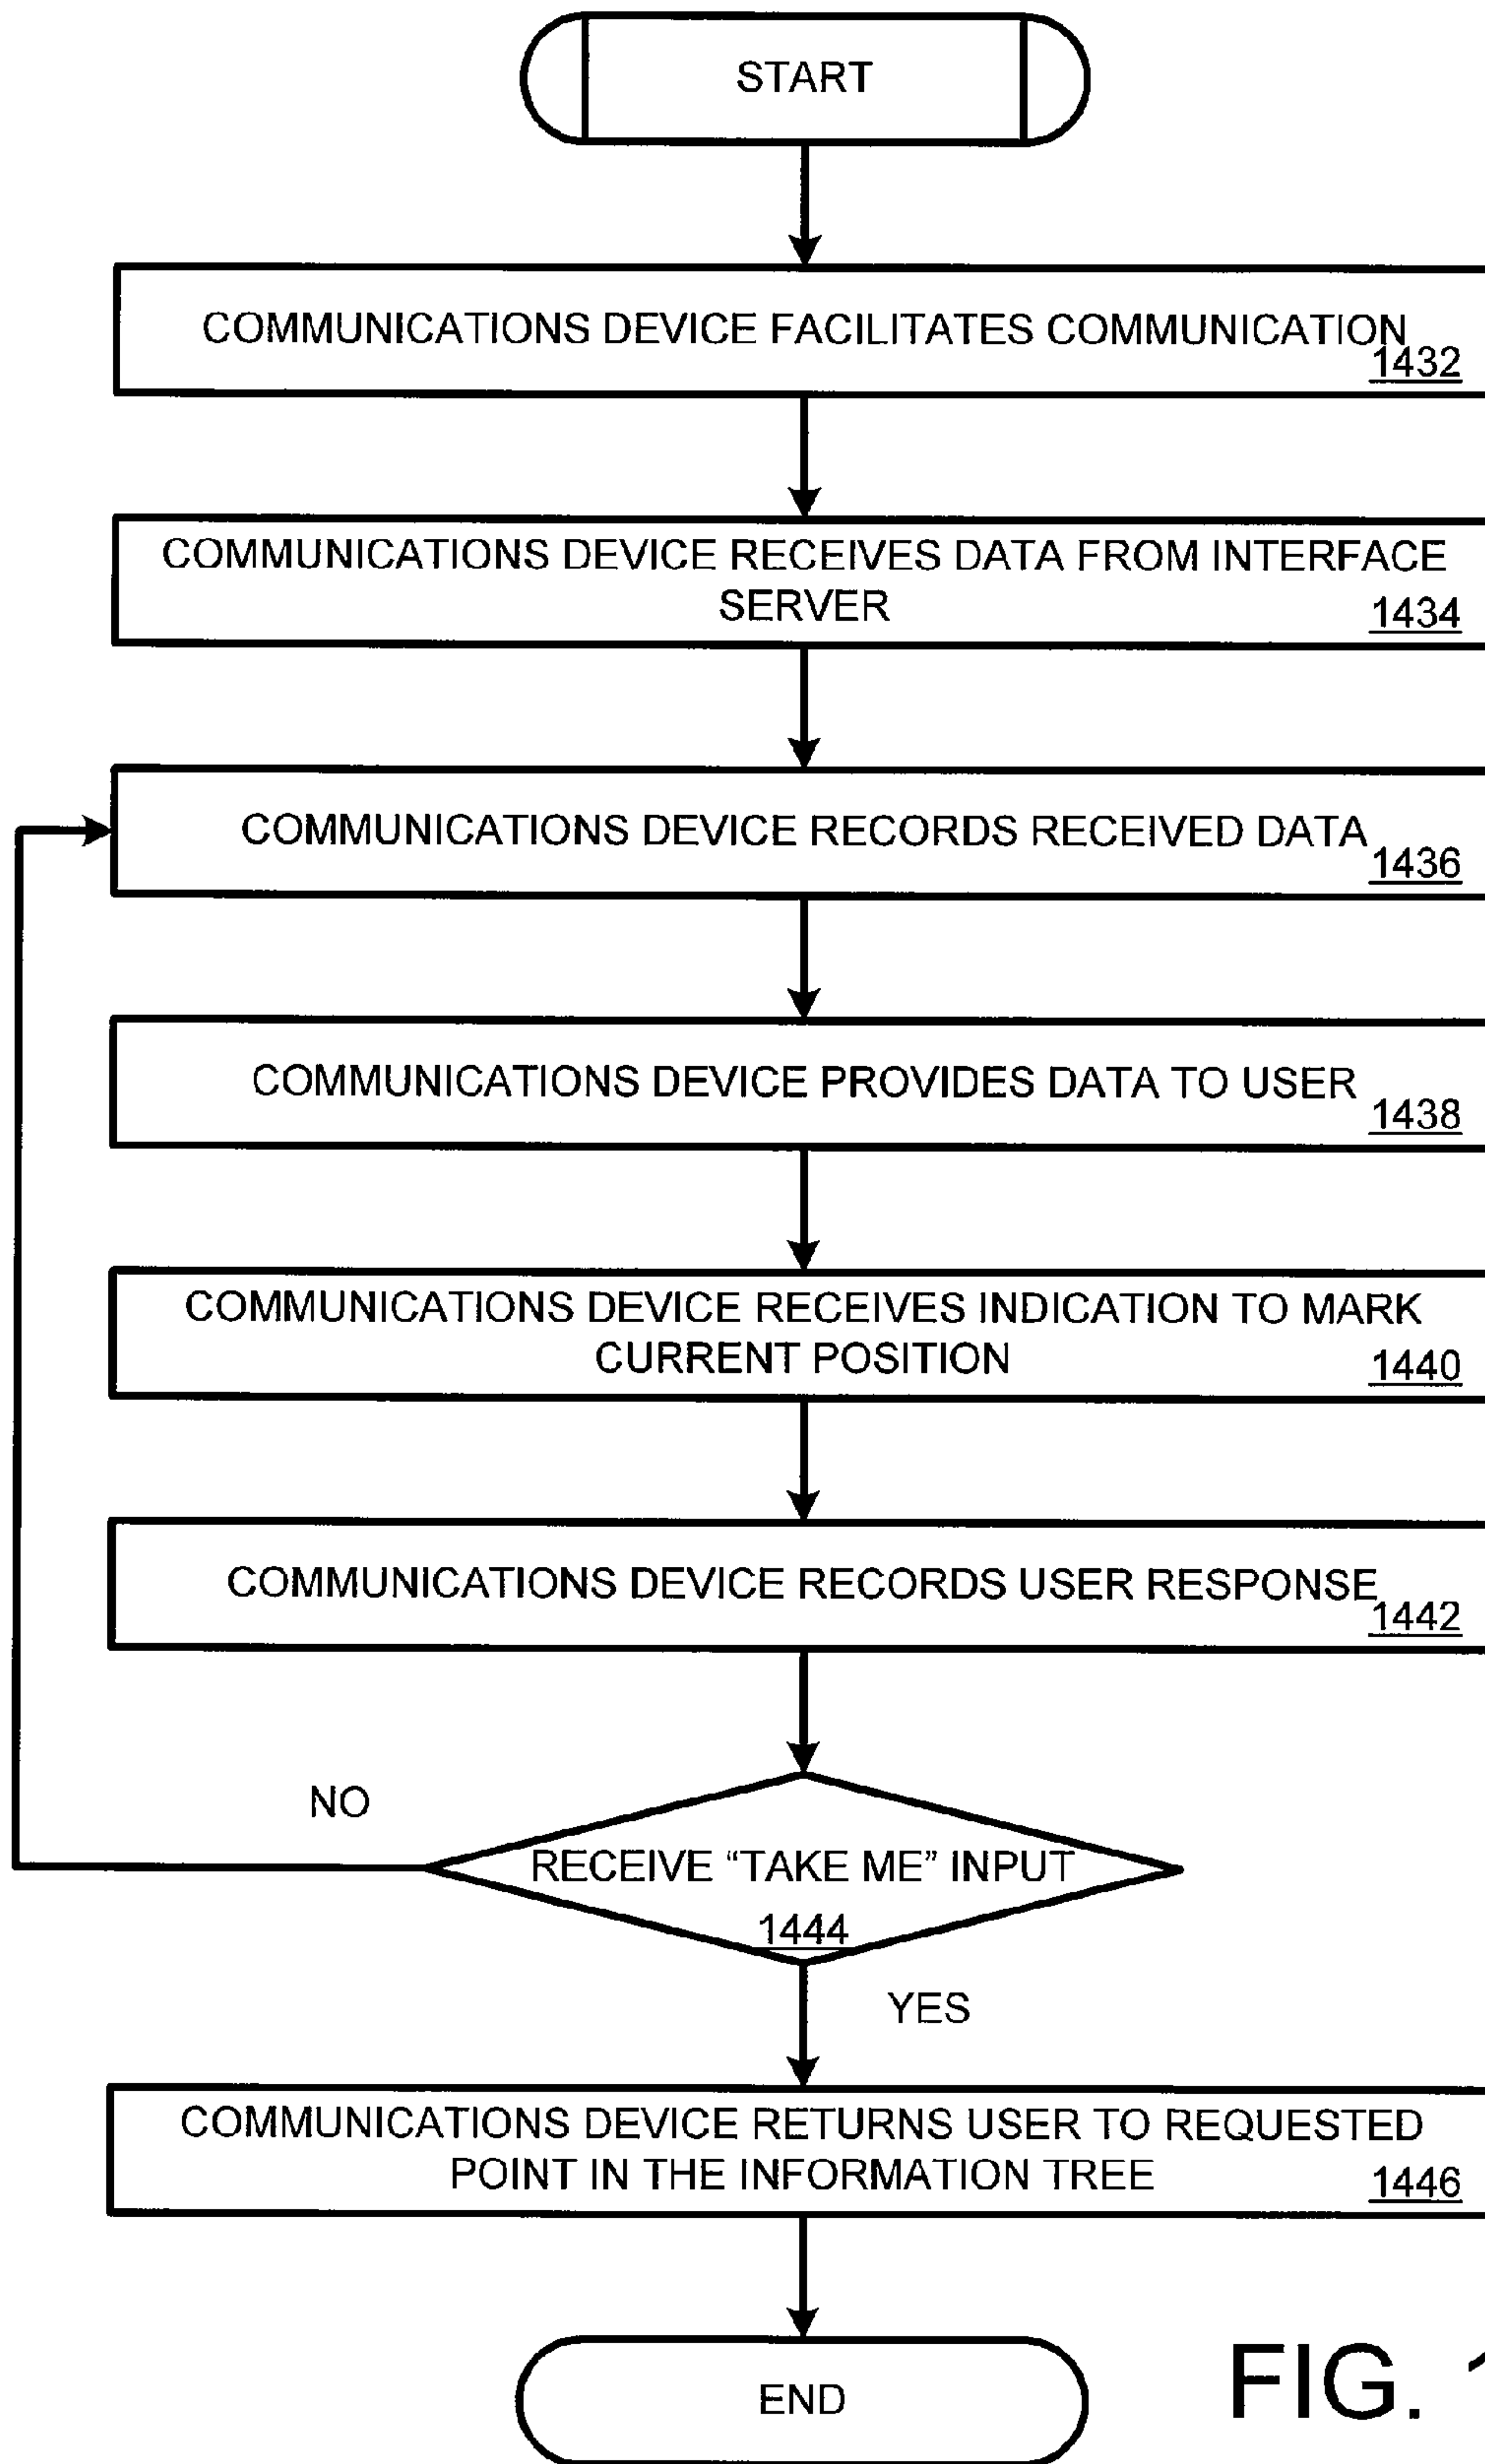 START
COMMUNICATIONS DEVICE FACILITATES COMMUNICATION
1432
COMMUNICATIONS DEVICE RECEIVES DATA FROM INTERFACE
SERVER
1434
COMMUNICATIONS DEVICE RECORDS RECEIVED DATA
1436
COMMUNICATIONS DEVICE PROVIDES DATA TO USER
1438
COMMUNICATIONS DEVICE RECEIVES INDICATION TO MARK
CURRENT POSITION
1440
COMMUNICATIONS DEVICE RECORDS USER RESPONSE
1442
NO
RECEIVE “TAKE ME” INPUT
1444
YES
COMMUNICATIONS DEVICE RETURNS USER TO REQUESTED
POINT IN THE INFORMATION TREE
1446
END
FIG.